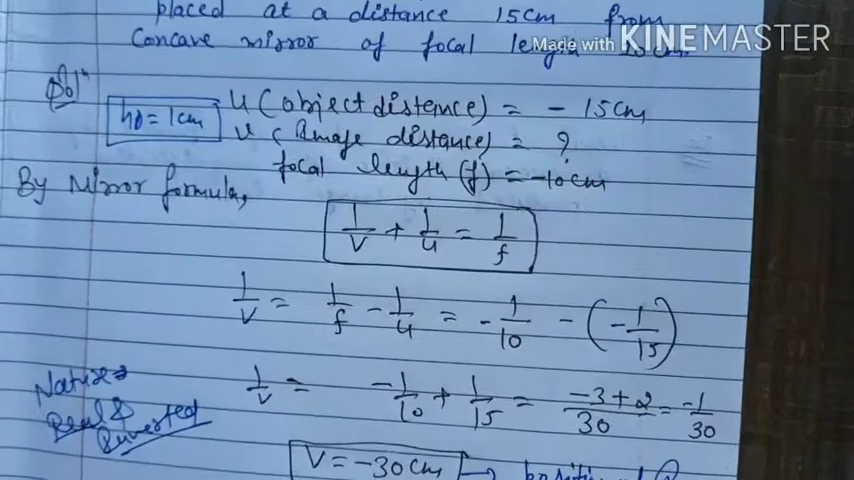 placed at a distance 15cm from
Concave mirror of focal length
Made with KINEMASTER
Solⁿ
h₀ = 1cm
u (object distance) = - 15cm
v (Image distance) = ?
focal length (f) = -10cm
By Mirror formula,
1/v + 1/u = 1/f
1/v = 1/f - 1/u = - 1/10 - (- 1/15)
1/v = -1/10 + 1/15 = -3+2/30 = -1/30
Nature
Real &
Inverted
V = -30cm →